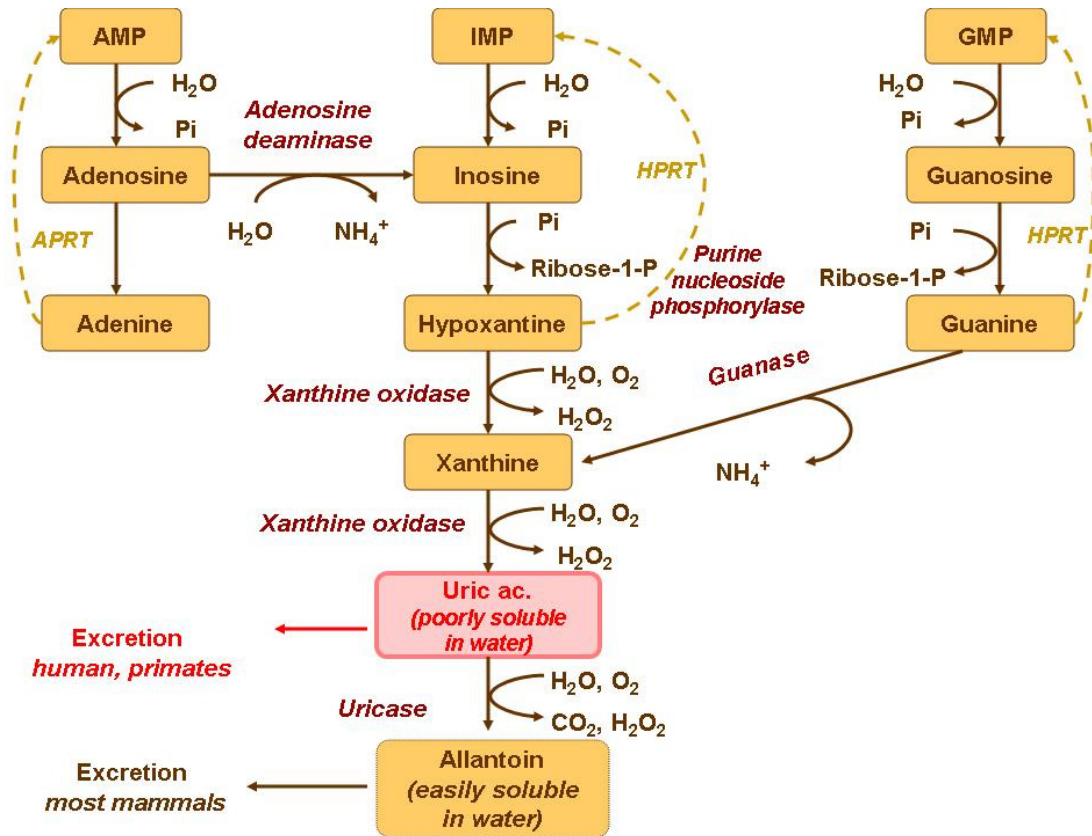 AMP
IMP
GMP
H₂O
H₂O
H₂O
Pi
Adenosine
deaminase
Pi
Pi
Adenosine
Inosine
HPRT
Guanosine
APRT
H₂O
NH₄⁺
Pi
Ribose-1-P
Purine
nucleoside
phosphorylase
Pi
Ribose-1-P
HPRT
Adenine
Hypoxantine
Guanine
Xanthine oxidase
H₂O, O₂
H₂O₂
Guanase
Xanthine
NH₄⁺
Xanthine oxidase
H₂O, O₂
H₂O₂
Uric ac.
(poorly soluble
in water)
Excretion
human, primates
Uricase
H₂O, O₂
CO₂, H₂O₂
Allantoin
(easily soluble
in water)
Excretion
most mammals